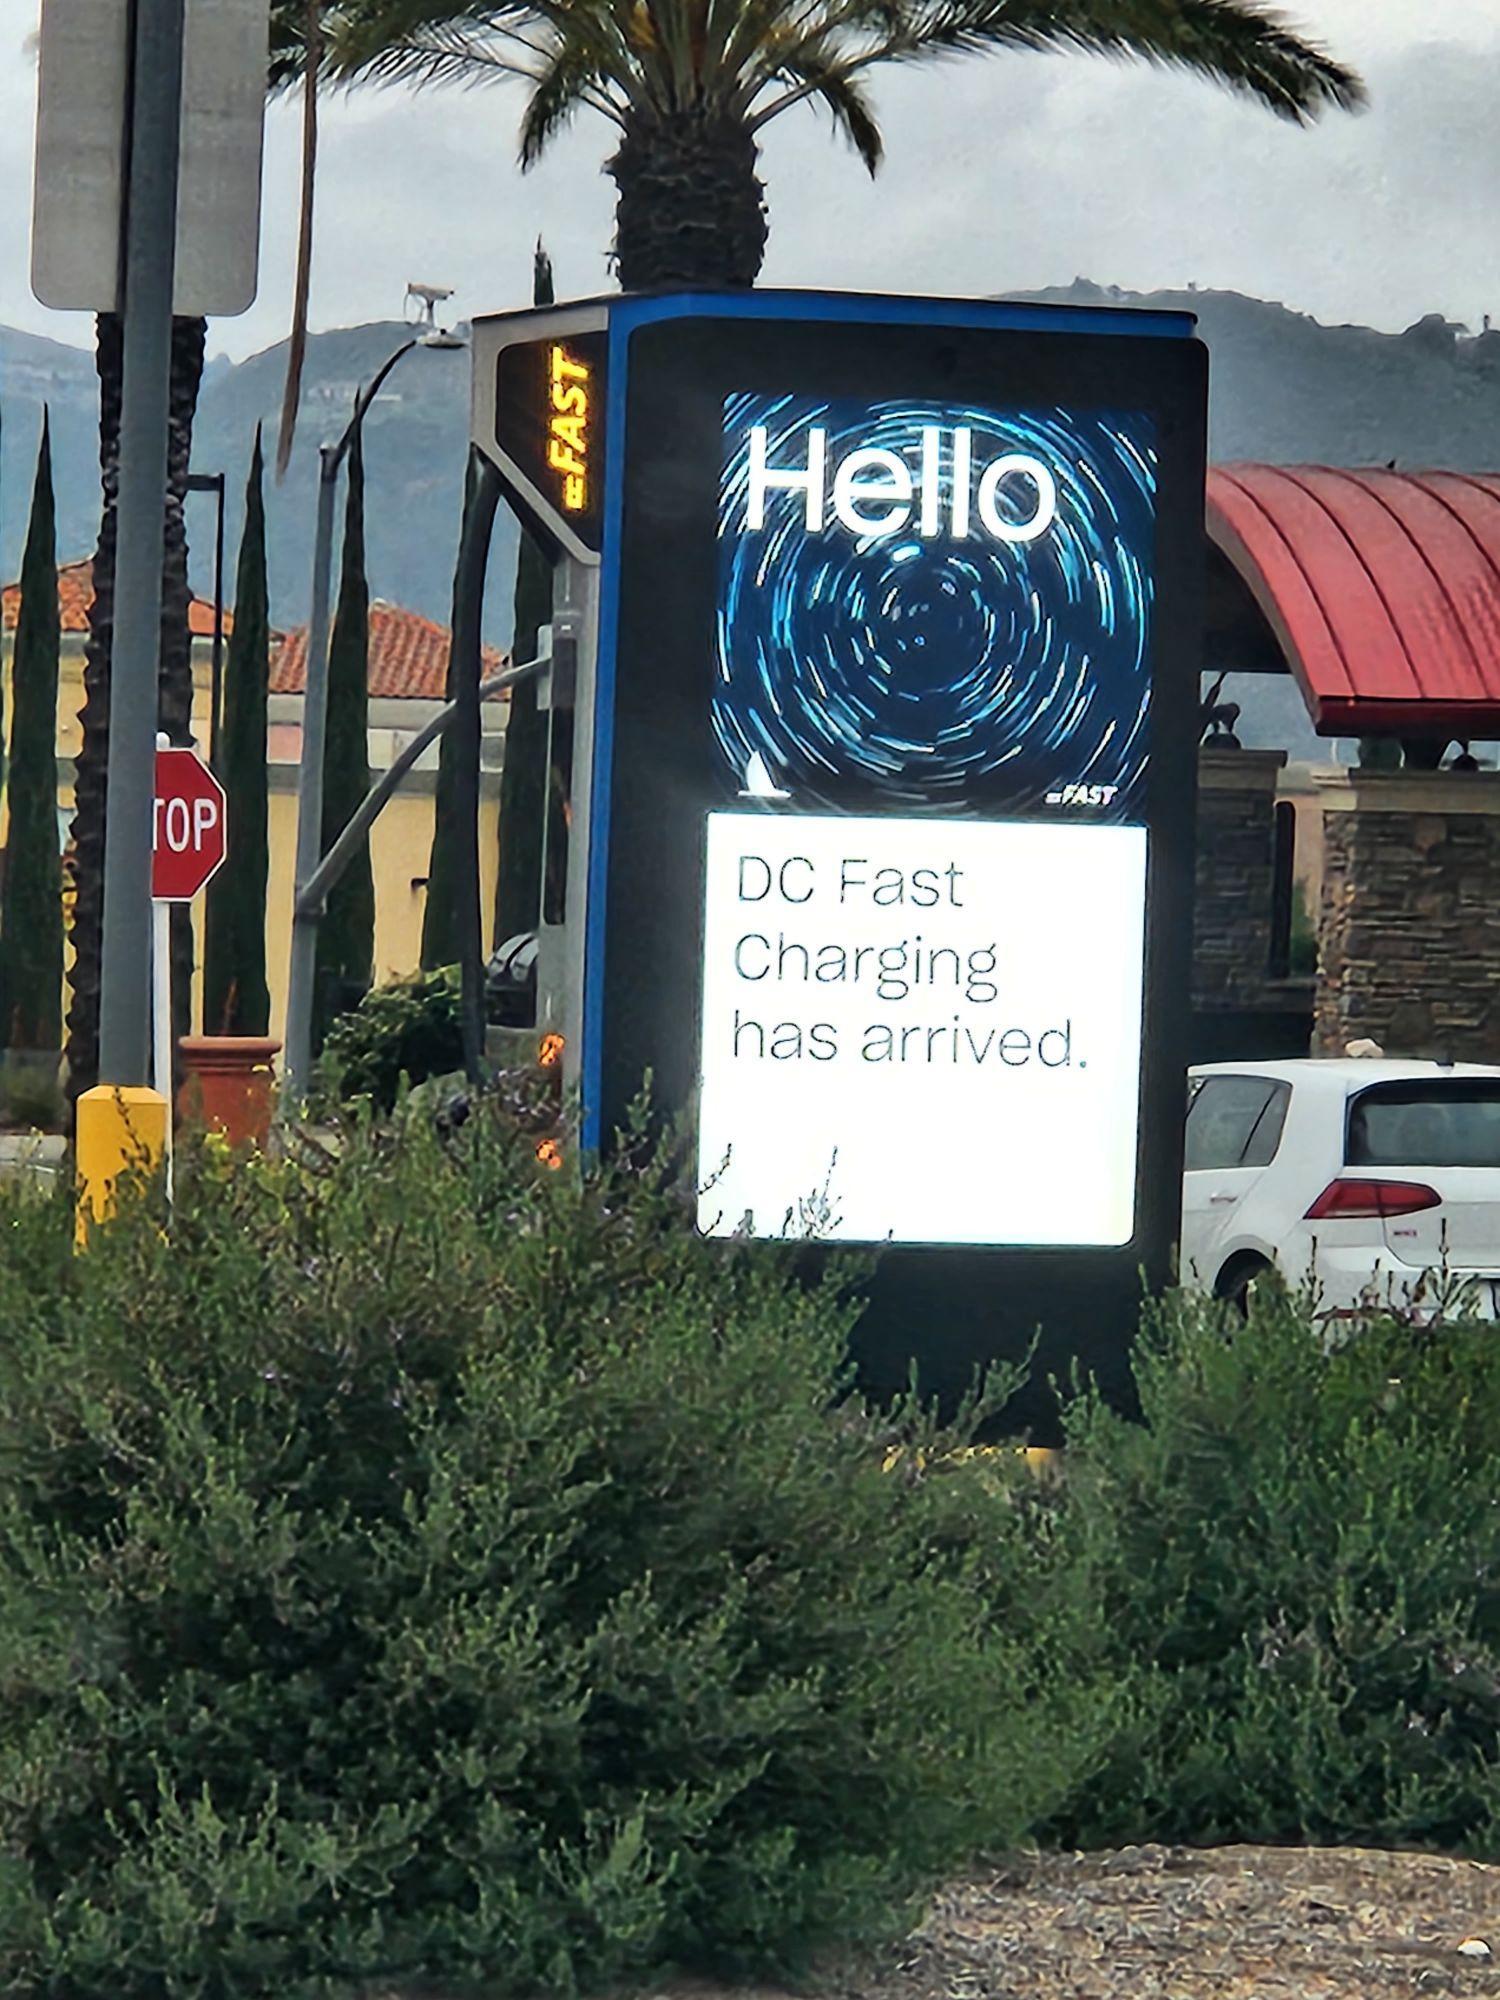 FAST
Hello
FAST
DC Fast
Charging
has arrived.
TOP